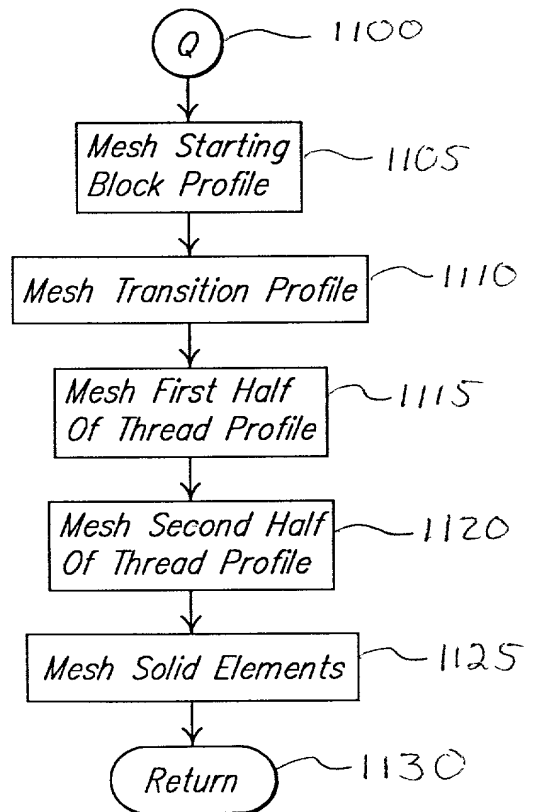 Q
1100
Mesh Starting
Block Profile
1105
Mesh Transition Profile
1110
Mesh First Half
Of Thread Profile
1115
Mesh Second Half
Of Thread Profile
1120
Mesh Solid Elements
1125
Return
1130